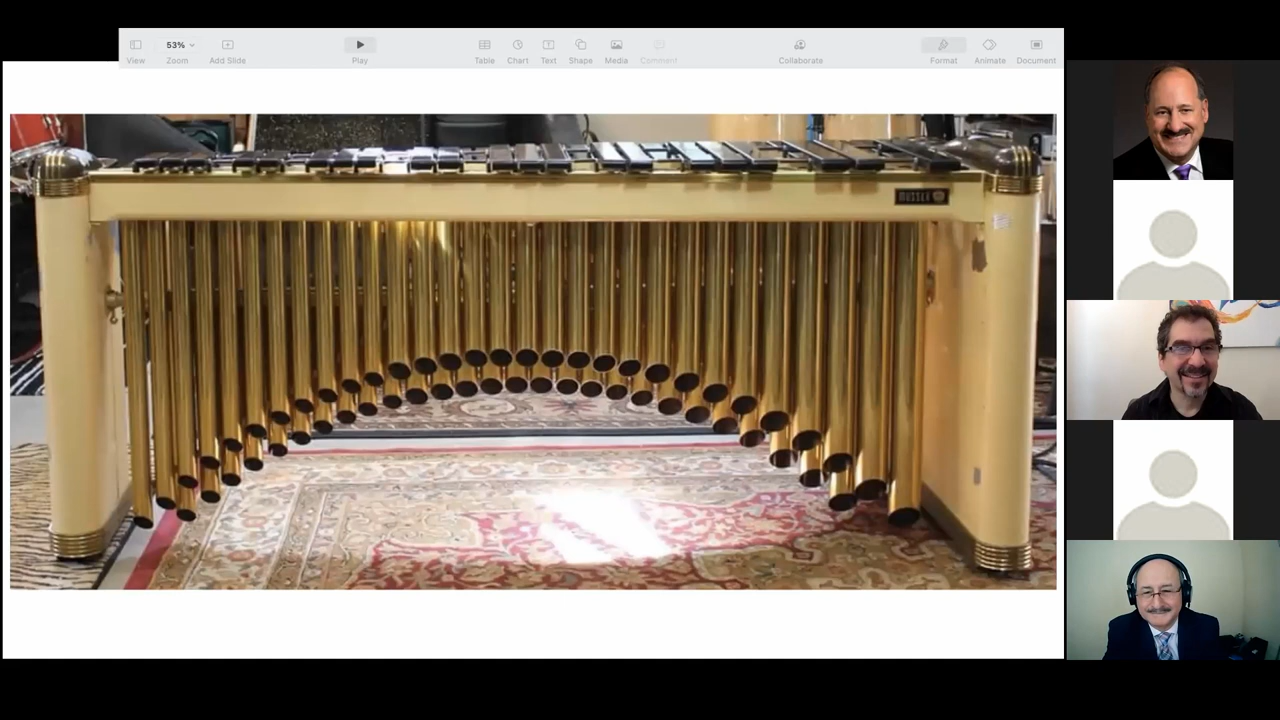 View
53%
Zoom
Add Slide
Play
Table
Chart
Text
Shape
Media
Comment
Collaborate
Format
Animate
Document
MUSSER